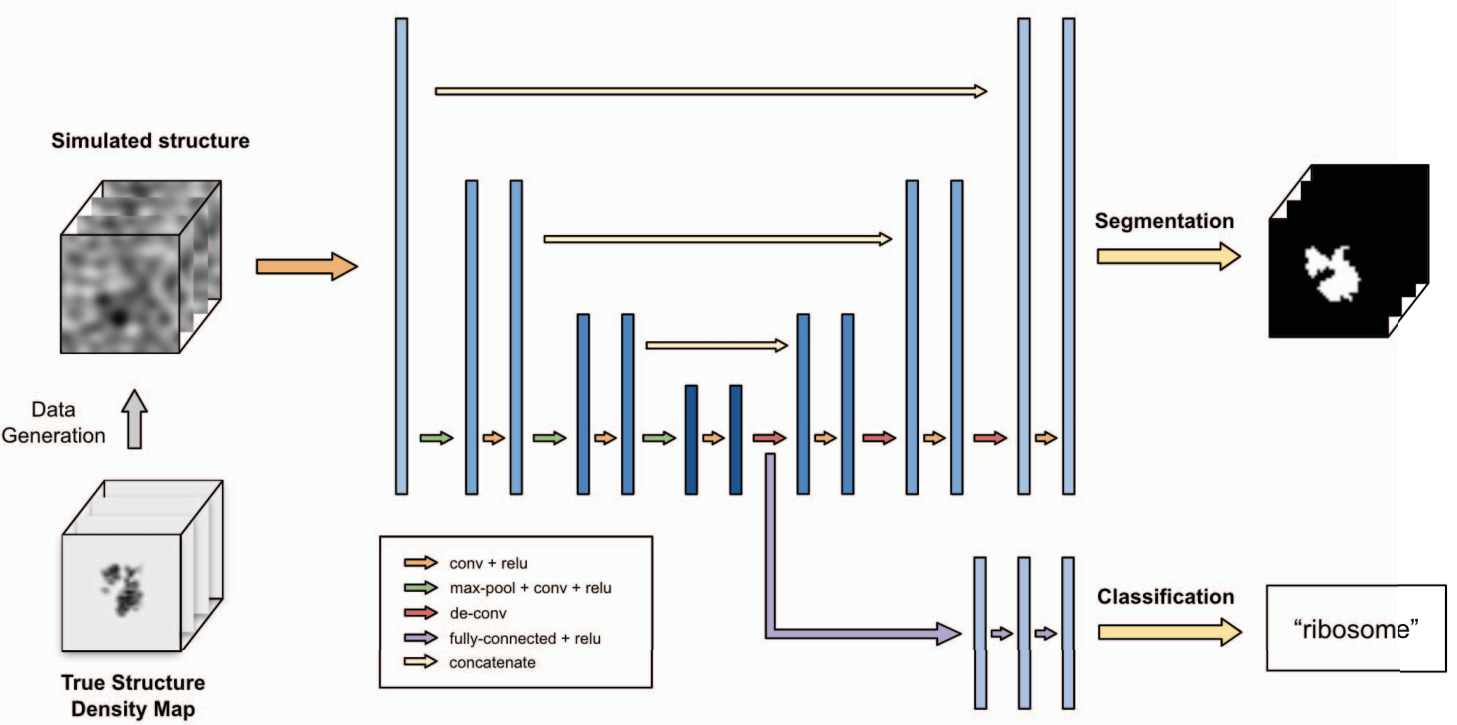 Simulated structure
Data
Generation
True Structure
Density Map
conv + relu
max-pool + conv + relu
de-conv
fully-connected + relu
concatenate
Segmentation
Classification
“ribosome”